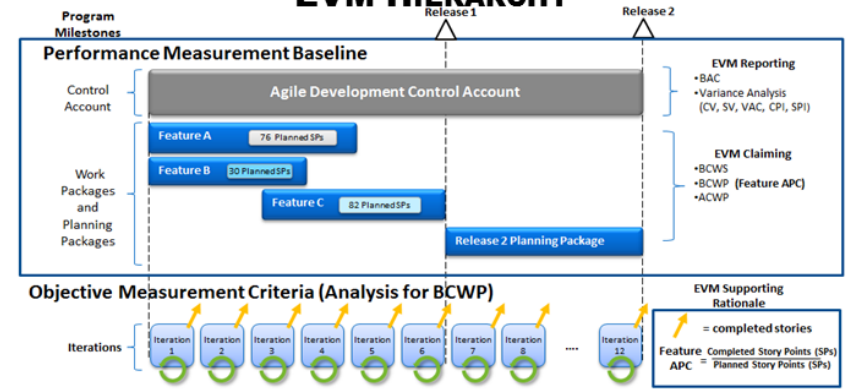 EVM HIERARCHY
Program
Milestones
Release 1
Release 2
Performance Measurement Baseline
Control
Account
Agile Development Control Account
EVM Reporting
•BAC
•Variance Analysis
(CV, SV, VAC, CPI, SPI)
Work
Packages
and
Planning
Packages
Feature A
76 Planned SPs
Feature B
30 Planned SPs
Feature C
82 Planned SPs
Release 2 Planning Package
EVM Claiming
•BCWS
•BCWP (Feature APC)
•ACWP
Objective Measurement Criteria (Analysis for BCWP)
Iterations
Iteration
1
Iteration
2
Iteration
3
Iteration
4
Iteration
5
Iteration
6
Iteration
7
Iteration
8
....
Iteration
12
EVM Supporting
Rationale
= completed stories
Feature
APC
=
Completed Story Points (SPs)
Planned Story Points (SPs)